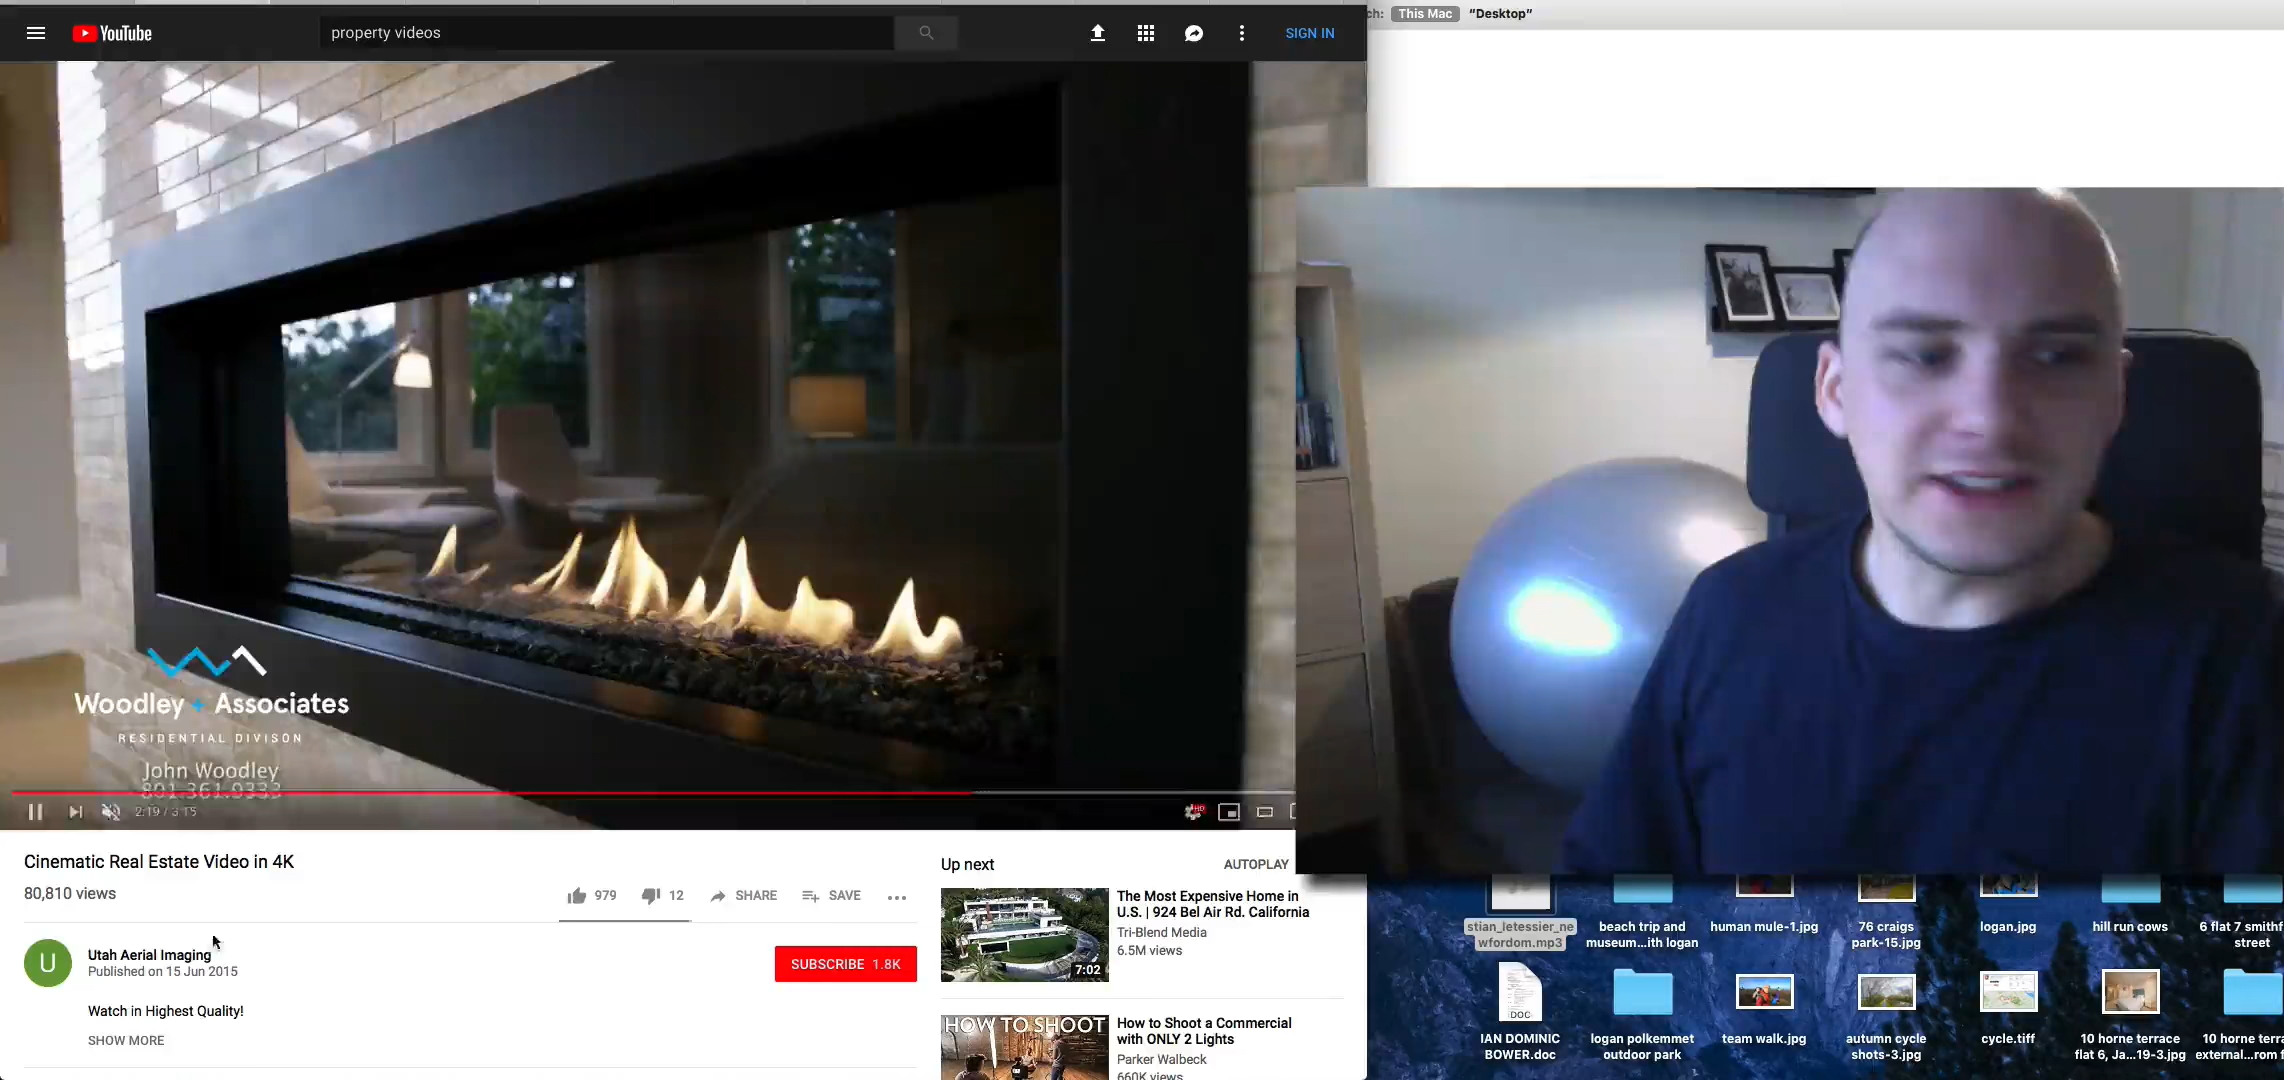 YouTube
property videos
SIGN IN
ch: This Mac "Desktop"
Woodley + Associates
RESIDENTIAL DIVISON
John Woodley
801.361.9333
2:19 / 3:15
HD
Cinematic Real Estate Video in 4K
80,810 views
979
12
SHARE
SAVE
U
Utah Aerial Imaging
Published on 15 Jun 2015
SUBSCRIBE 1.8K
Watch in Highest Quality!
SHOW MORE
Up next
AUTOPLAY
The Most Expensive Home in
U.S. | 924 Bel Air Rd. California
Tri-Blend Media
6.5M views
7:02
HOW TO SHOOT
How to Shoot a Commercial
with ONLY 2 Lights
Parker Walbeck
660K views
stian_letessier_ne
wfordom.mp3
beach trip and
museum...ith logan
human mule-1.jpg
76 craigs
park-15.jpg
logan.jpg
hill run cows
6 flat 7 smithf
street
DOC
IAN DOMINIC
BOWER.doc
logan polkemmet
outdoor park
team walk.jpg
autumn cycle
shots-3.jpg
cycle.tiff
10 horne terrace
flat 6, Ja...19-3.jpg
10 horne terra
external...rom f